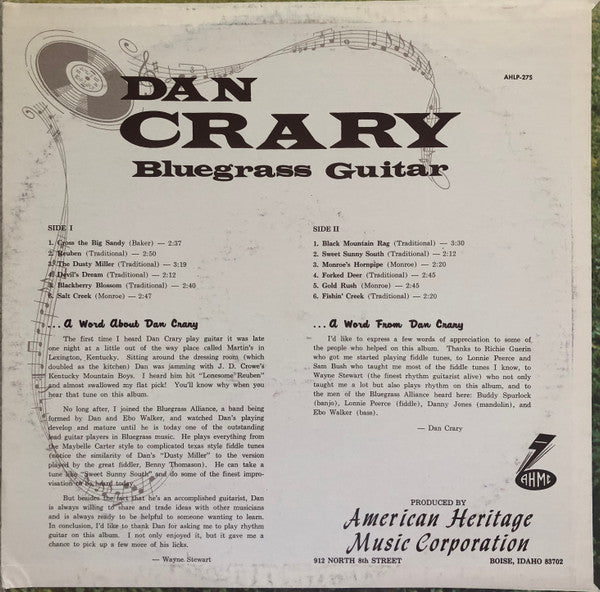 AHLP-275
DAN
CRARY
Bluegrass Guitar
SIDE I
1. Cross the Big Sandy (Baker) — 2:37
2. Reuben (Traditional) — 2:50
3. The Dusty Miller (Traditional) — 3:19
4. Devil's Dream (Traditional) — 2:12
5. Blackberry Blossom (Traditional) — 2:40
6. Salt Creek (Monroe) — 2:47
. . . A Word About Dan Crary
The first time I heard Dan Crary play guitar it was late
one night at a little out of the way place called Martin's in
Lexington, Kentucky. Sitting around the dressing room (which
doubled as the kitchen) Dan was jamming with J. D. Crowe's
Kentucky Mountain Boys. I heard him hit "Lonesome Reuben"
and almost swallowed my flat pick! You'll know why when you
hear that tune on this album.
No long after, I joined the Bluegrass Alliance, a band being
formed by Dan and Ebo Walker, and watched Dan's playing
develop and mature until he is today one of the outstanding
lead guitar players in Bluegrass music. He plays everything from
the Maybelle Carter style to complicated texas style fiddle tunes
(notice the similarity of Dan's "Dusty Miller" to the version
played by the great fiddler, Benny Thomason). He can take a
tune like "Sweet Sunny South" and do some of the finest improvi-
visation to be heard today.
But besides the fact that he's an accomplished guitarist, Dan
is always willing to share and trade ideas with other musicians
and is always ready to be helpful to someone wanting to learn.
In conclusion, I'd like to thank Dan for asking me to play rhythm
guitar on this album. I not only enjoyed it, but it gave me a
chance to pick up a few more of his licks.
— Wayne Stewart
SIDE II
1. Black Mountain Rag (Traditional) — 3:30
2. Sweet Sunny South (Traditional) — 2:12
3. Monroe's Hornpipe (Monroe) — 2:20
4. Forked Deer (Traditional) — 2:45
5. Gold Rush (Monroe) — 2:45
6. Fishin' Creek (Traditional) — 2:20
. . . A Word From Dan Crary
I'd like to express a few words of appreciation to some of
the people who helped on this album. Thanks to Richie Guerin
who got me started playing fiddle tunes, to Lonnie Peerce and
Sam Bush who taught me most of the fiddle tunes I know, to
Wayne Stewart (the finest rhythm guitarist alive) who not only
taught me a lot but also plays rhythm on this album, and to
the men of the Bluegrass Alliance heard here: Buddy Spurlock
(banjo), Lonnie Peerce (fiddle), Danny Jones (mandolin), and
Ebo Walker (bass).
— Dan Crary
AHMC
PRODUCED BY
American Heritage
Music Corporation
912 NORTH 8th STREET BOISE, IDAHO 83702